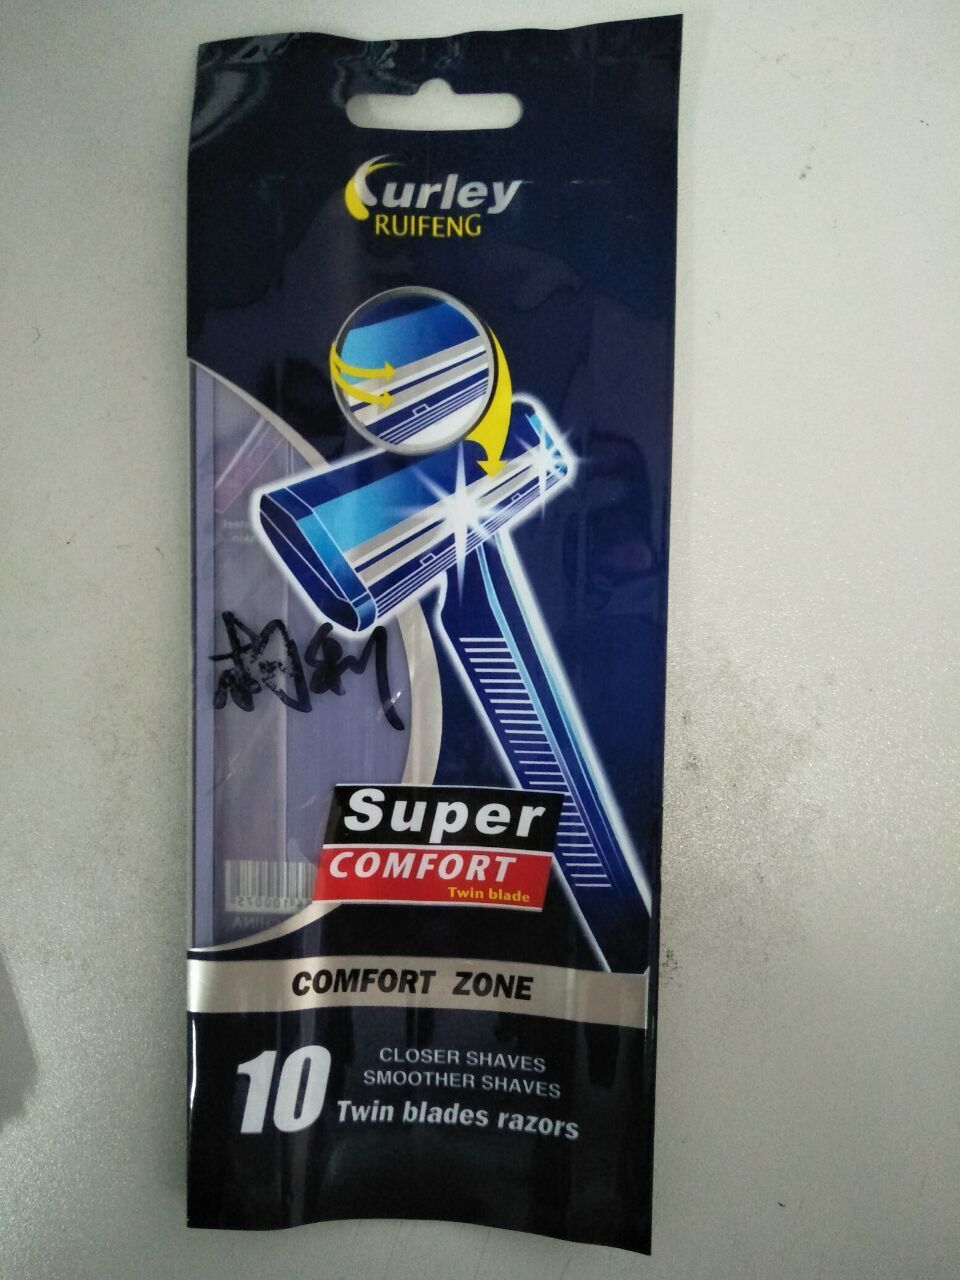 Curley
RUIFENG
Super
COMFORT
Twin blade
COMFORT ZONE
10
CLOSER SHAVES
SMOOTHER SHAVES
Twin blades razors